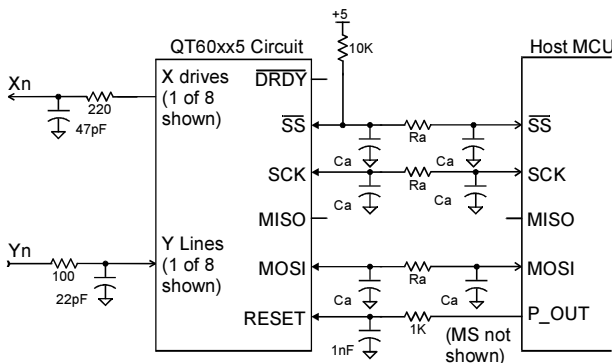 +5
QT60xx5 Circuit
10K
Host MCU
Xn
X drives
(1 of 8
shown)
220
47pF
DRDY
SS
Ca
Ra
Ca
SS
SCK
Ca
Ra
Ca
SCK
MISO
MISO
Yn
Y Lines
(1 of 8
shown)
100
22pF
MOSI
Ca
Ra
Ca
MOSI
RESET
1nF
1K
(MS not
shown)
P_OUT